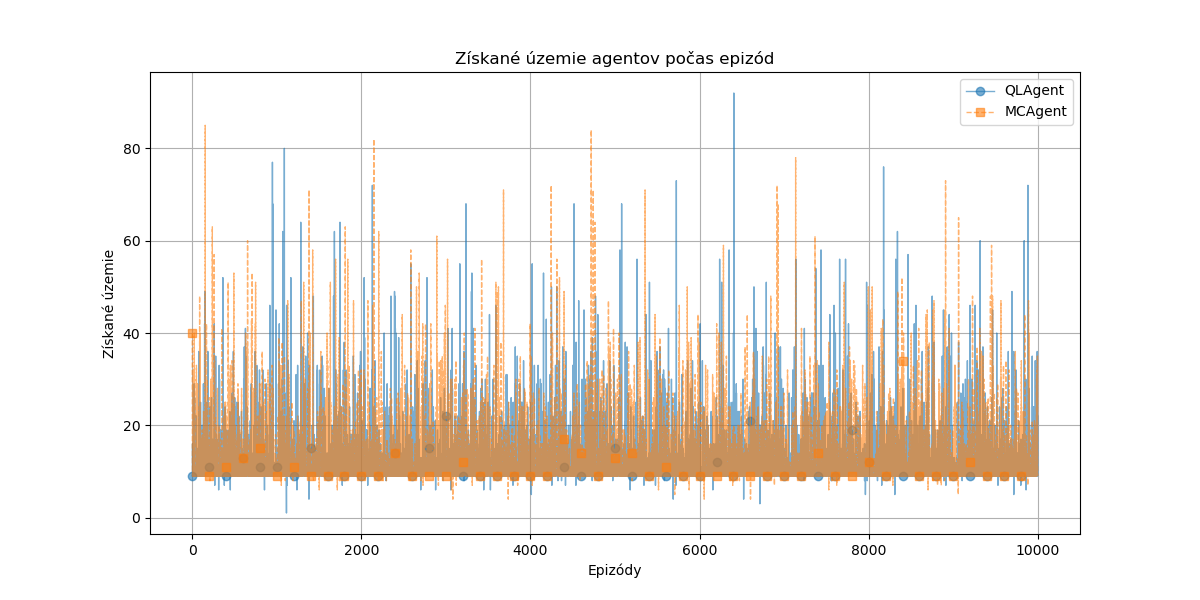 Získané územie agentov počas epizód
QLAgent
MCAgent
Získané územie
80
60
40
20
0
0 2000 4000 6000 8000 10000
Epizódy